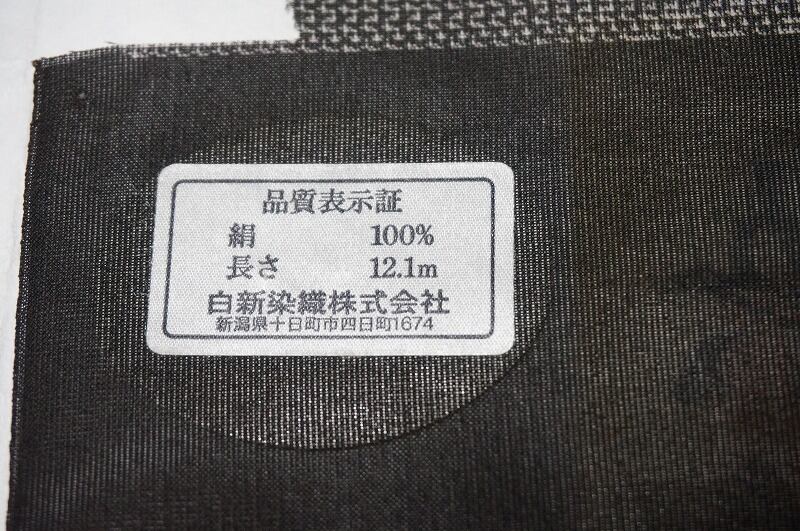 品質表示証
絹 100%
長さ 12.1m
白新染織株式会社
新潟県十日町市四日町1674